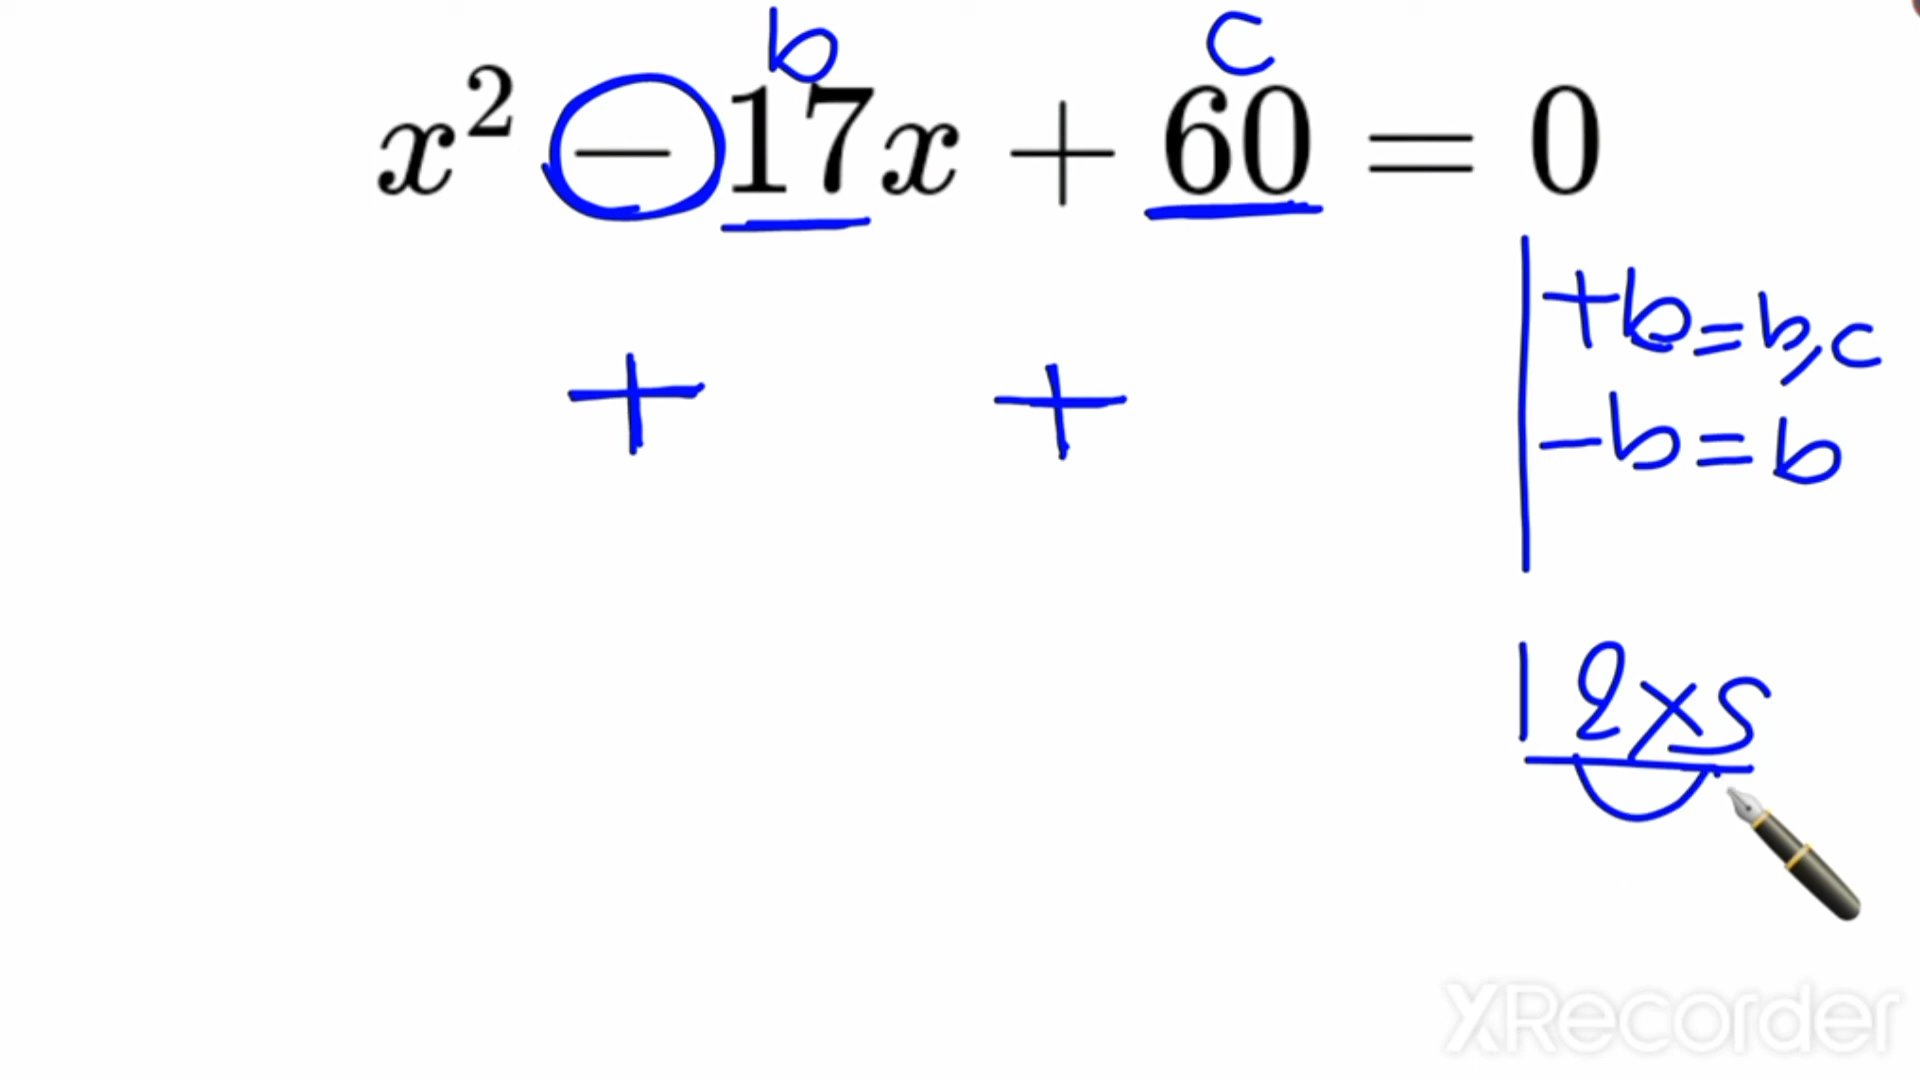 b c
x² − 17x + 60 = 0
+b = b, c
+ +
−b = b
12 × 5
XRecorder